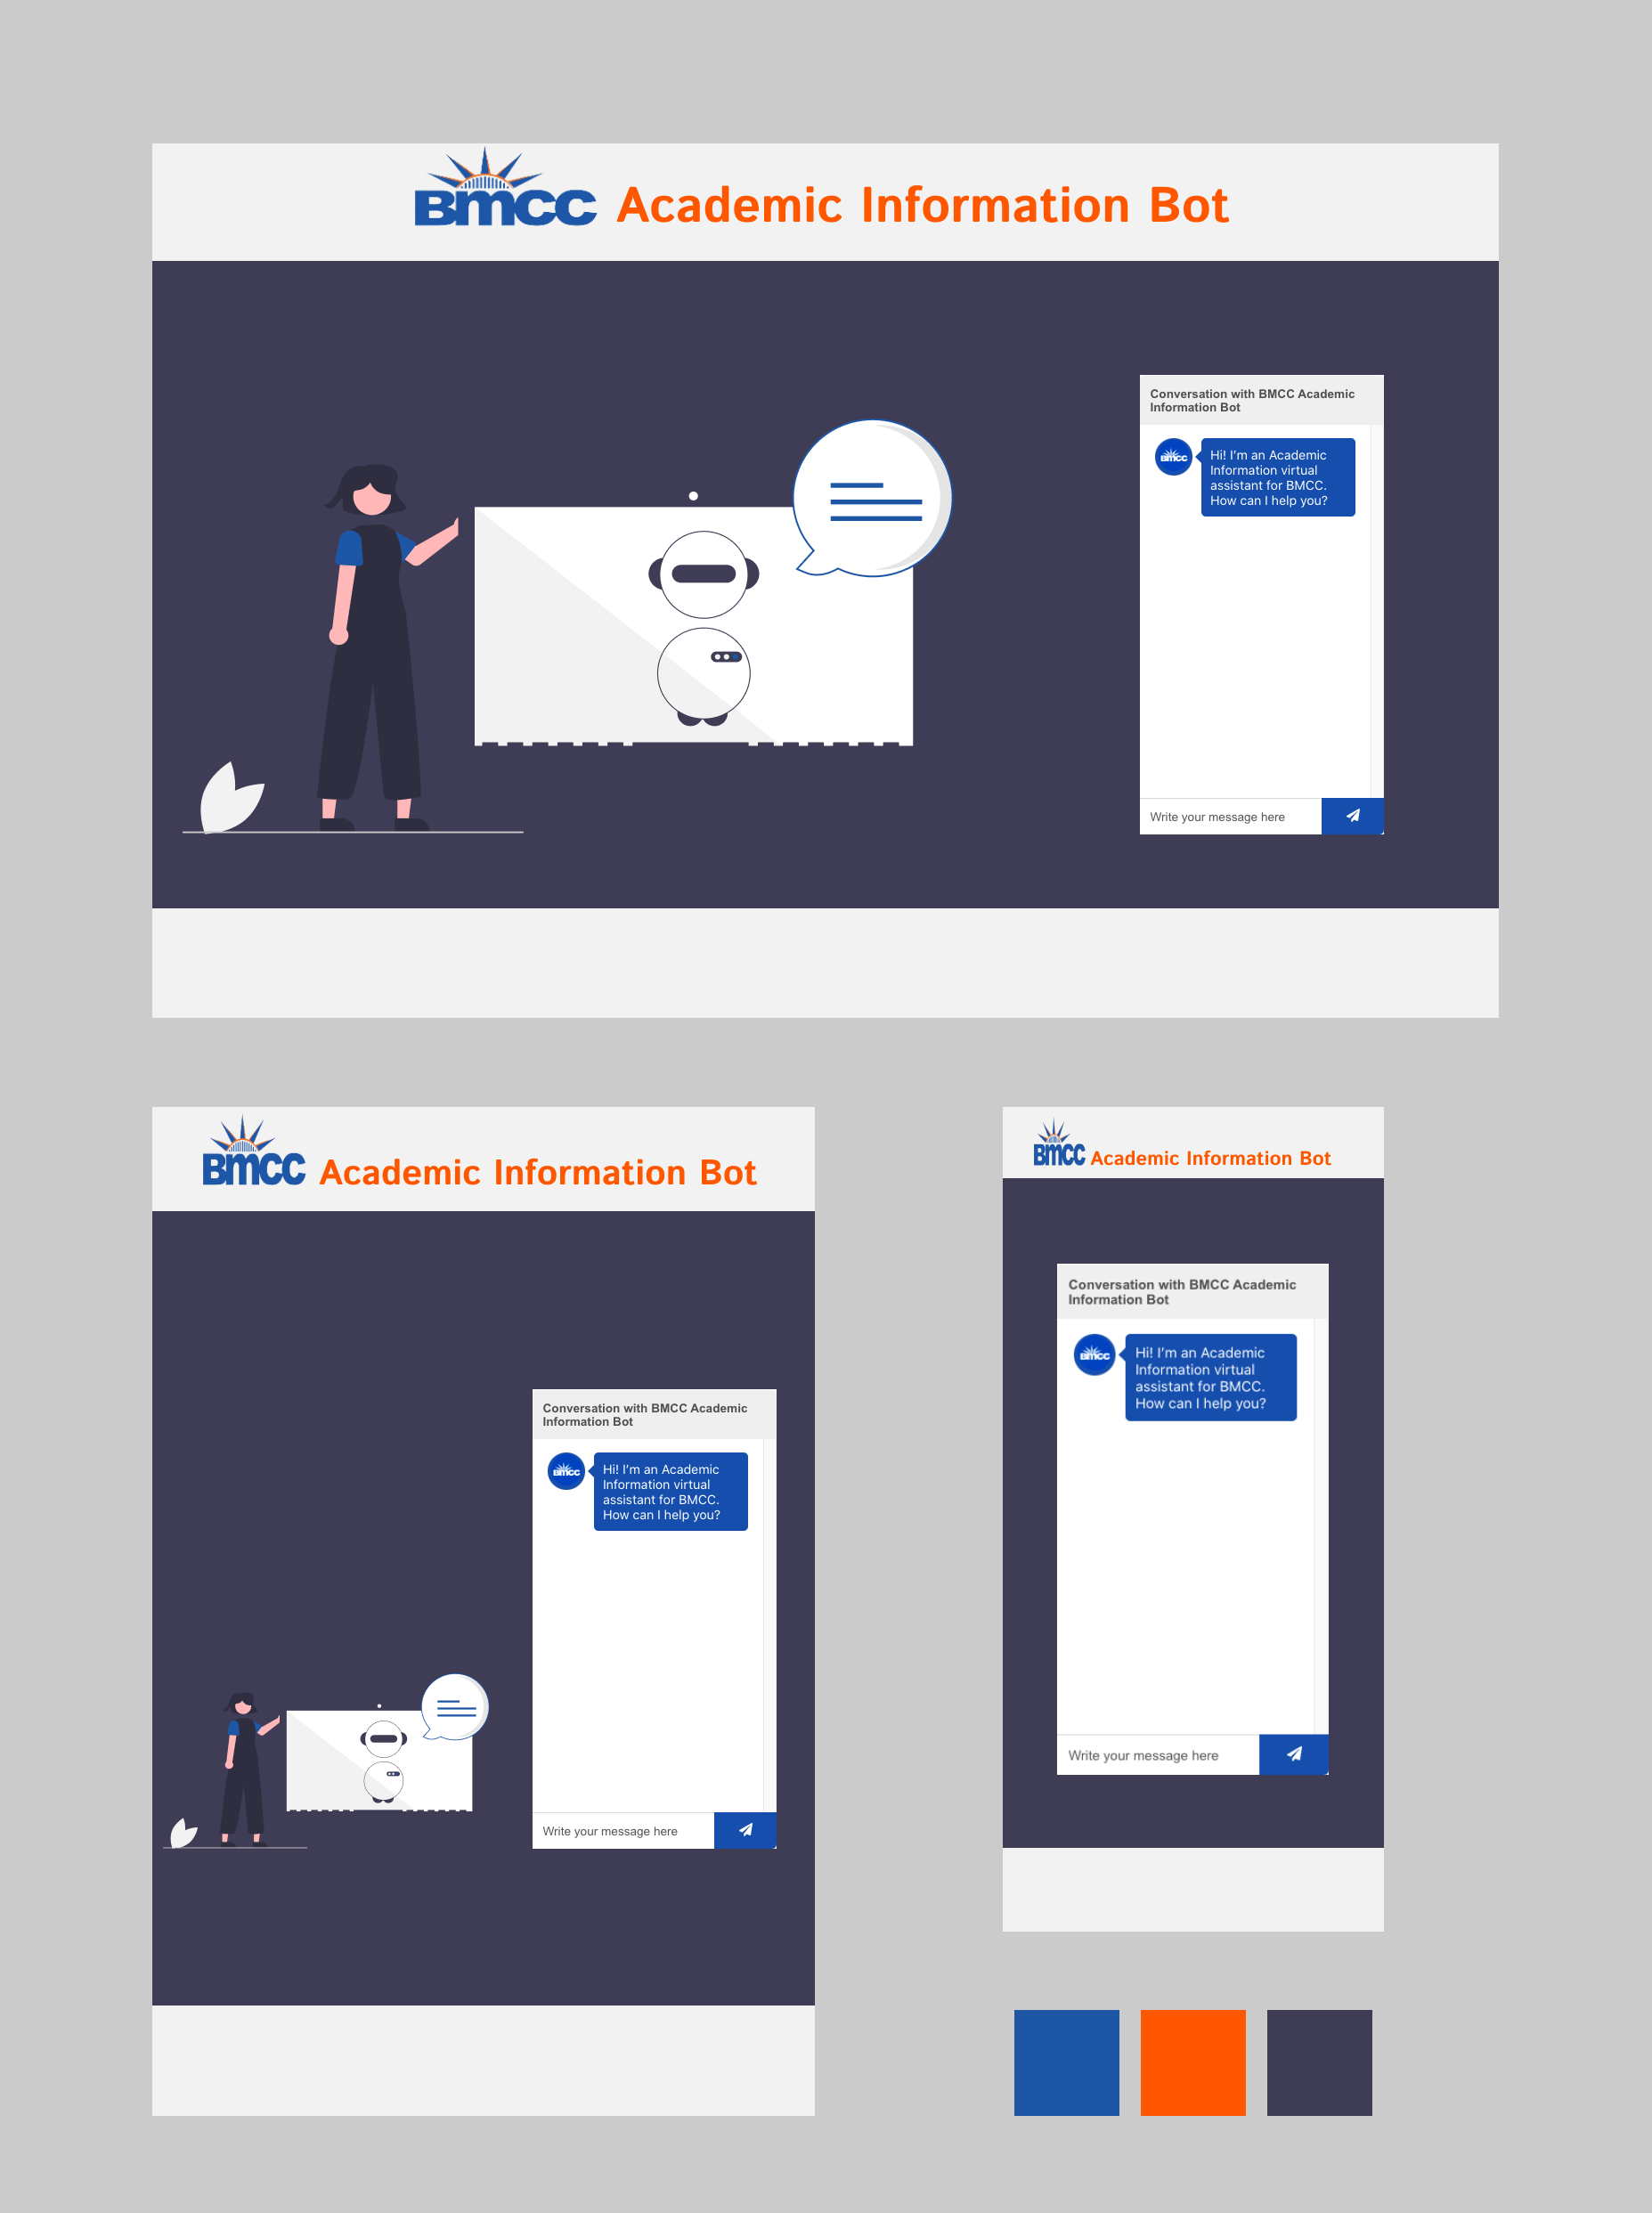 BMCC Academic Information Bot
Conversation with BMCC Academic
Information Bot
BMCC
Hi! I'm an Academic
Information virtual
assistant for BMCC.
How can I help you?
Write your message here
BMCC Academic Information Bot
Conversation with BMCC Academic
Information Bot
BMCC
Hi! I'm an Academic
Information virtual
assistant for BMCC.
How can I help you?
Write your message here
BMCC Academic Information Bot
Conversation with BMCC Academic
Information Bot
BMCC
Hi! I'm an Academic
Information virtual
assistant for BMCC.
How can I help you?
Write your message here